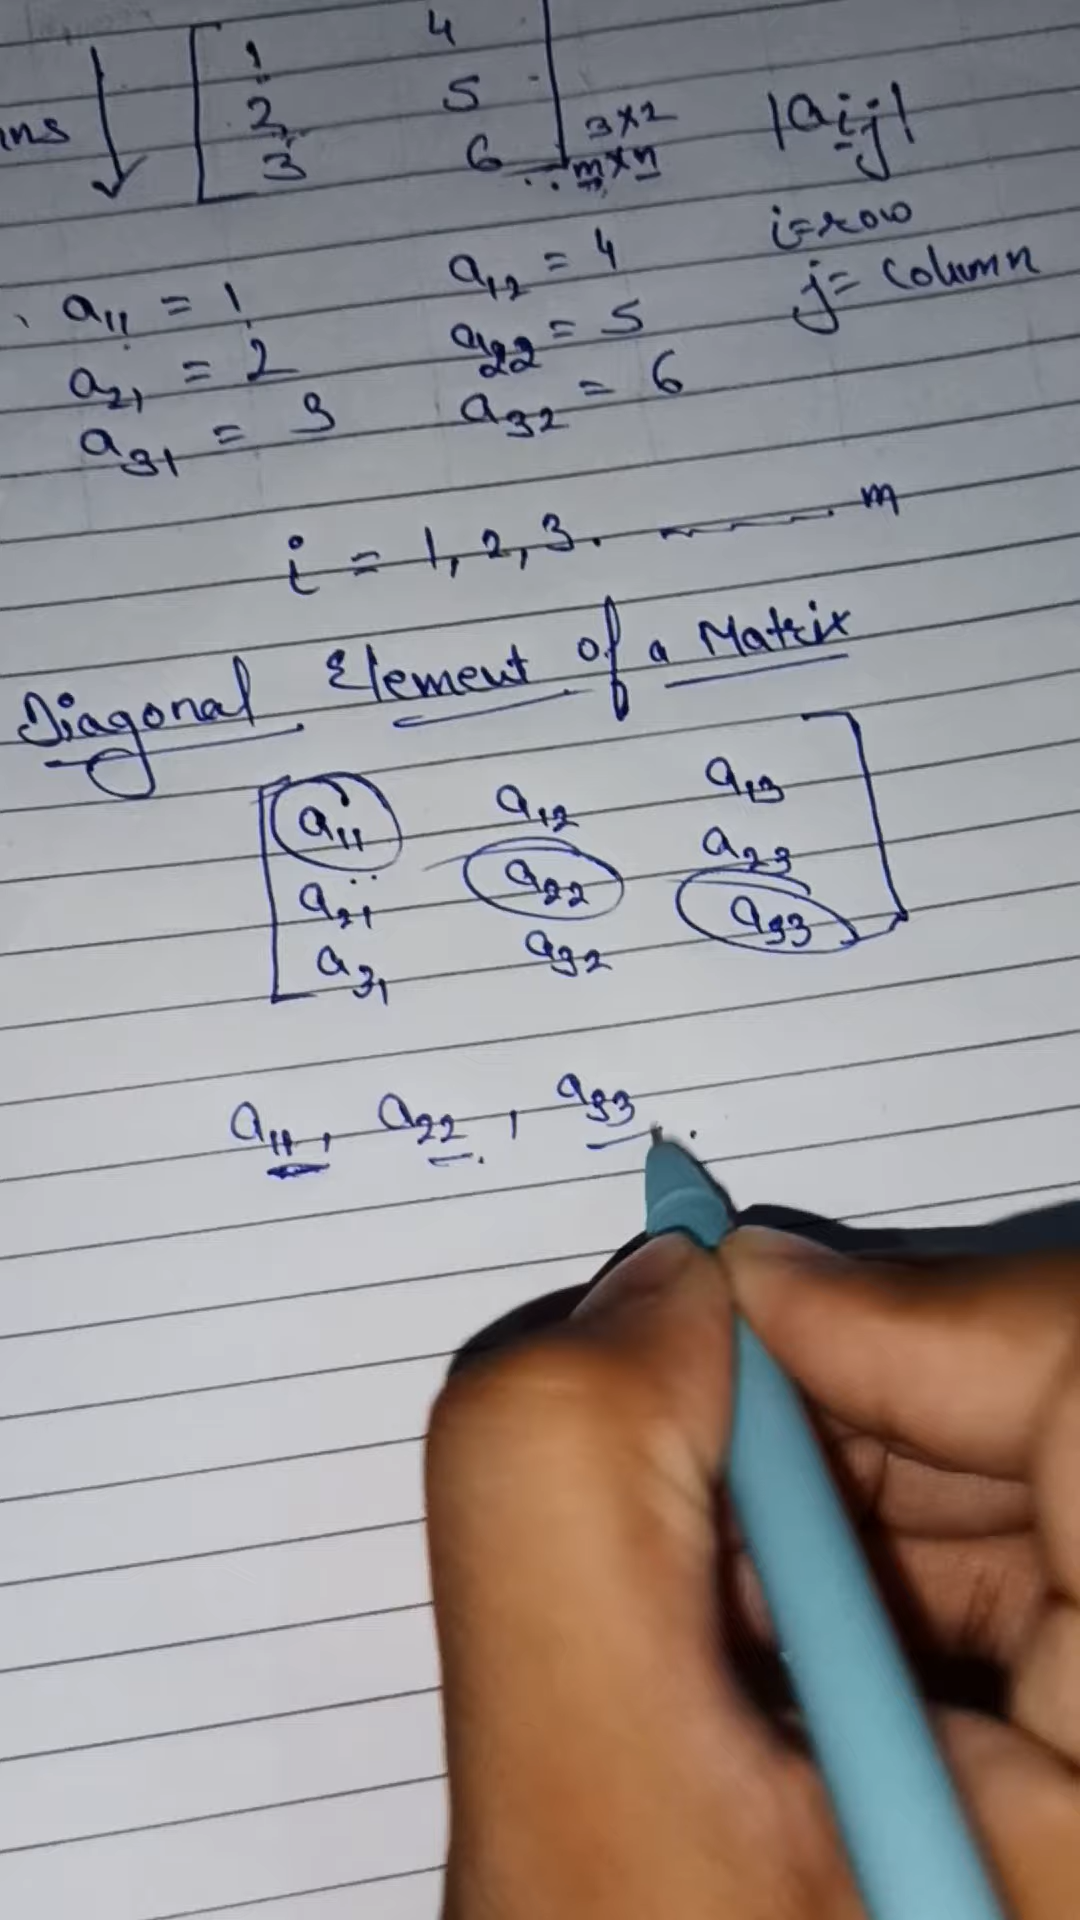 1 4
2 5
3 6
3×2
m×n
|aij|
i=row
j= Column
a11 = 1 a12 = 4
a21 = 2 a22 = 5
a31 = 3 a32 = 6
i = 1, 2, 3. ------- m
Diagonal Element of a Matrix
a11 a12 a13
a21 a22 a23
a31 a32 a33
a11, a22, a33